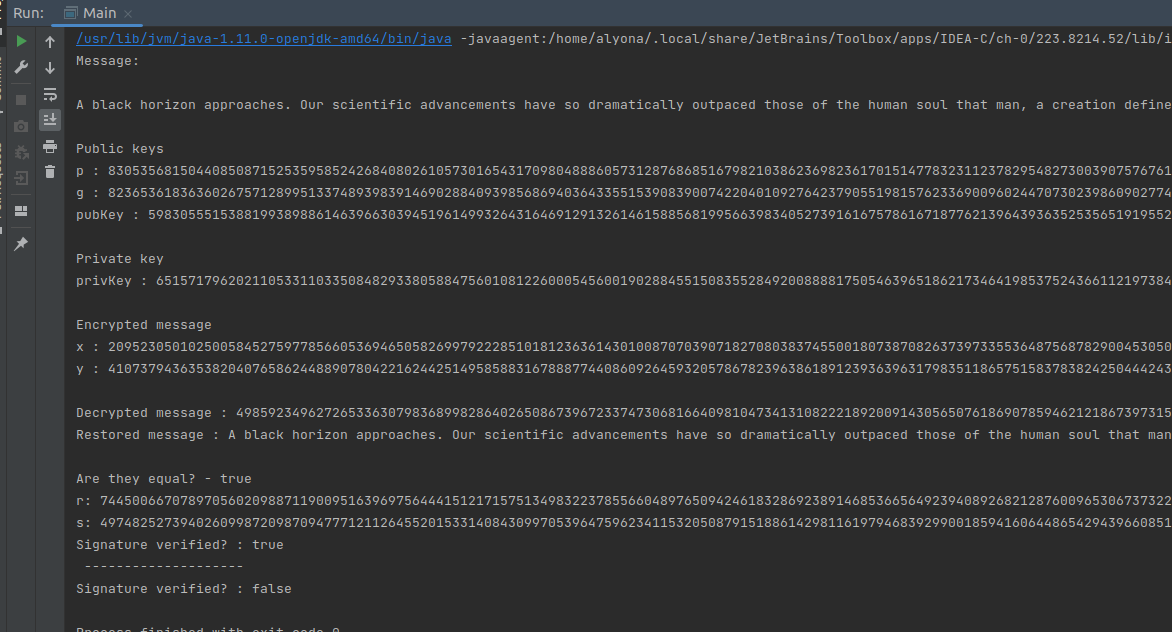 Run: Main
/usr/lib/jvm/java-1.11.0-openjdk-amd64/bin/java -javaagent:/home/alyona/.local/share/JetBrains/Toolbox/apps/IDEA-C/ch-0/223.8214.52/lib/i
Message:
A black horizon approaches. Our scientific advancements have so dramatically outpaced those of the human soul that man, a creation define
Public keys
p : 8305356815044085087152535958524268408026105730165431709804888605731287686851679821038623698236170151477832311237829548273003907576761
g : 8236536183636026757128995133748939839146902884093985686940364335515390839007422040109276423790551981576233690096024470730239860902774
pubKey : 59830555153881993898861463966303945196149932643164691291326146158856819956639834052739161675786167187762139643936352535651919552
Private key
privKey : 6515717962021105331103350848293380588475601081226000545600190288455150835528492008888175054639651862173464198537524366112197384
Encrypted message
x : 2095230501025005845275977856605369465058269979222851018123636143010087070390718270803837455001807387082637397335536487568782900453050
y : 4107379436353820407658624488907804221624425149585883167888774408609264593205786782396386189123936396317983511865751583783824250444243
Decrypted message : 498592349627265336307983689982864026508673967233747306816640981047341310822218920091430565076186907859462121867397315
Restored message : A black horizon approaches. Our scientific advancements have so dramatically outpaced those of the human soul that man
Are they equal? - true
r: 74450066707897056020988711900951639697564441512171575134983223785566048976509424618328692389146853665649239408926821287600965306737322
s: 49748252739402609987209870947771211264552015331408430997053964759623411532050879151886142981161979468392990018594160644865429439660851
Signature verified? : true
--------------------
Signature verified? : false
Process finished with exit code 0